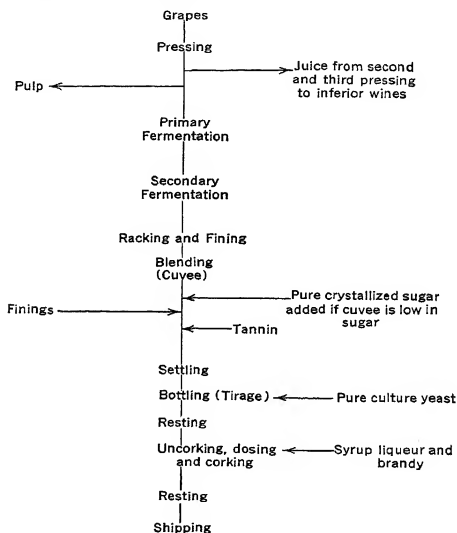 Grapes
Pressing
Juice from second
and third pressing
to inferior wines
Pulp
Primary
Fermentation
Secondary
Fermentation
Racking and Fining
Blending
(Cuvee)
Pure crystallized sugar
added if cuvee is low in
sugar
Finings
Tannin
Settling
Bottling (Tirage)
Pure culture yeast
Resting
Uncorking, dosing
and corking
Syrup liqueur and
brandy
Resting
Shipping